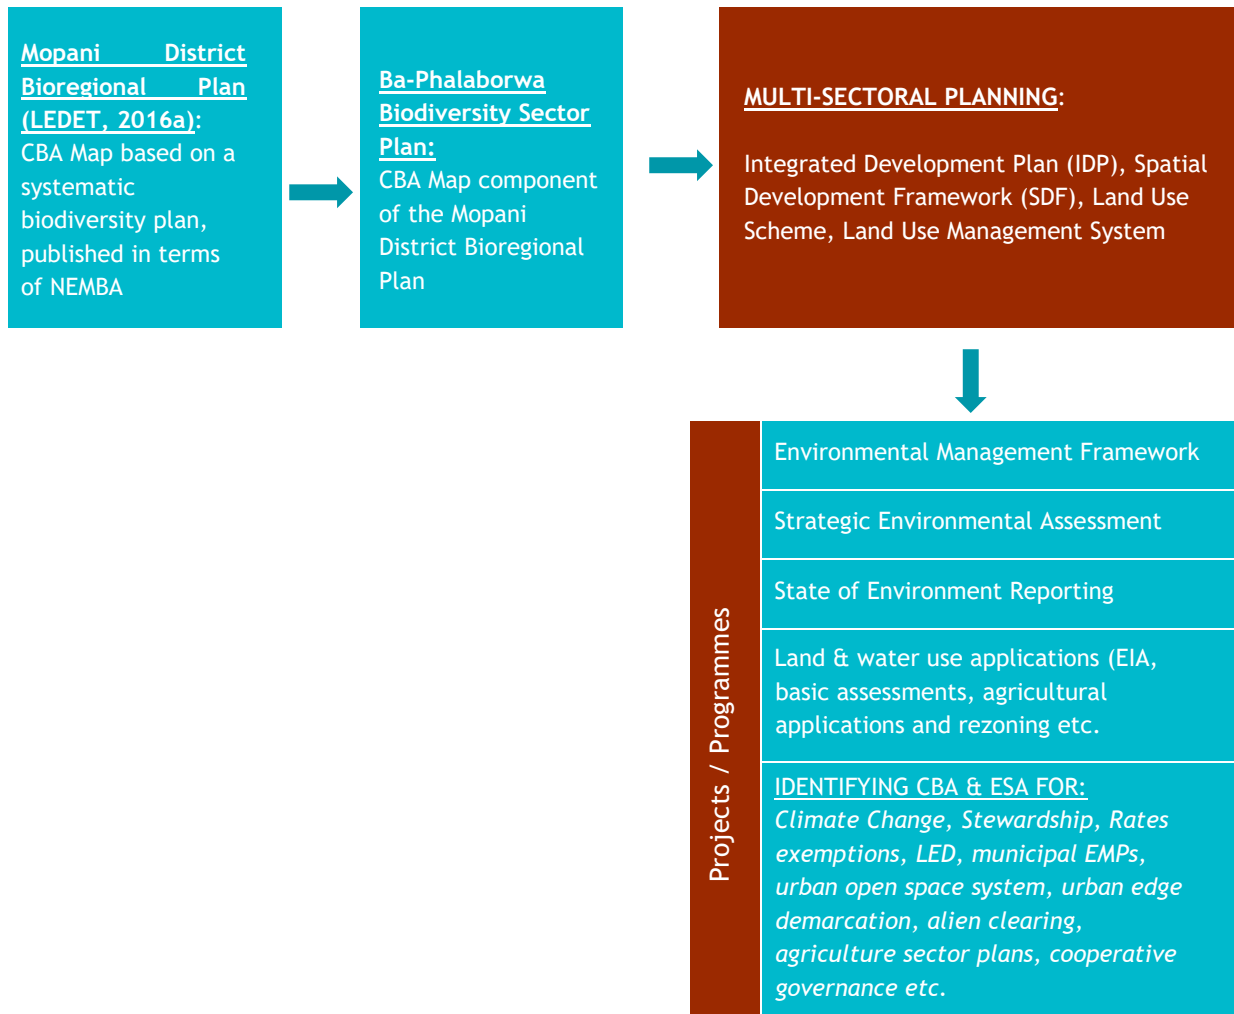 Mopani District
Bioregional Plan
(LEDET, 2016a):
CBA Map based on a
systematic
biodiversity plan,
published in terms
of NEMBA
Ba-Phalaborwa
Biodiversity Sector
Plan:
CBA Map component
of the Mopani
District Bioregional
Plan
MULTI-SECTORAL PLANNING:
Integrated Development Plan (IDP), Spatial
Development Framework (SDF), Land Use
Scheme, Land Use Management System
Projects / Programmes
Environmental Management Framework
Strategic Environmental Assessment
State of Environment Reporting
Land & water use applications (EIA,
basic assessments, agricultural
applications and rezoning etc.
IDENTIFYING CBA & ESA FOR:
Climate Change, Stewardship, Rates
exemptions, LED, municipal EMPs,
urban open space system, urban edge
demarcation, alien clearing,
agriculture sector plans, cooperative
governance etc.